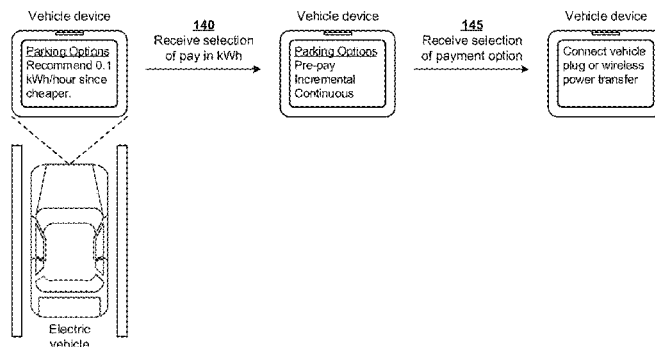 Vehicle device
Parking Options
Recommend 0.1
kWh/hour since
cheaper.
140
Receive selection
of pay in kWh
Vehicle device
Parking Options
Pre-pay
Incremental
Continuous
145
Receive selection
of payment option
Vehicle device
Connect vehicle
plug or wireless
power transfer
Electric
vehicle